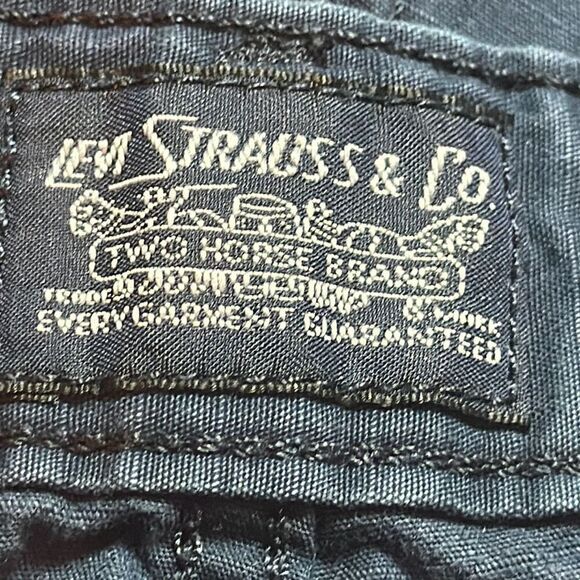 LEVI STRAUSS & CO.
TWO HORSE BRAND
TRADE MARK
EVERY GARMENT GUARANTEED